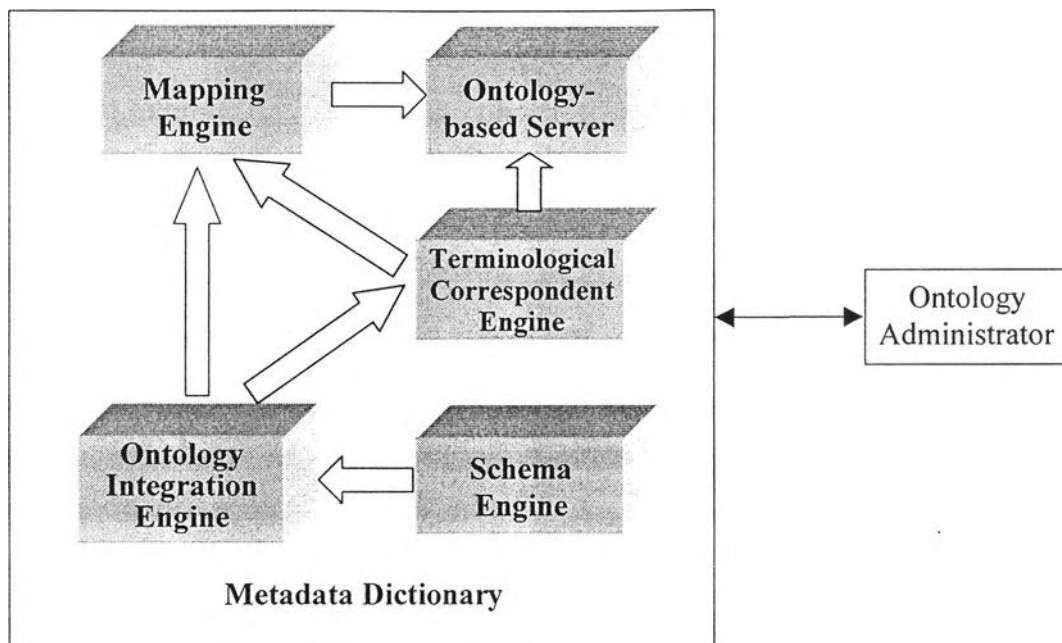 Mapping
Engine
Ontology-
based Server
Terminological
Correspondent
Engine
Ontology
Administrator
Ontology
Integration
Engine
Schema
Engine
Metadata Dictionary